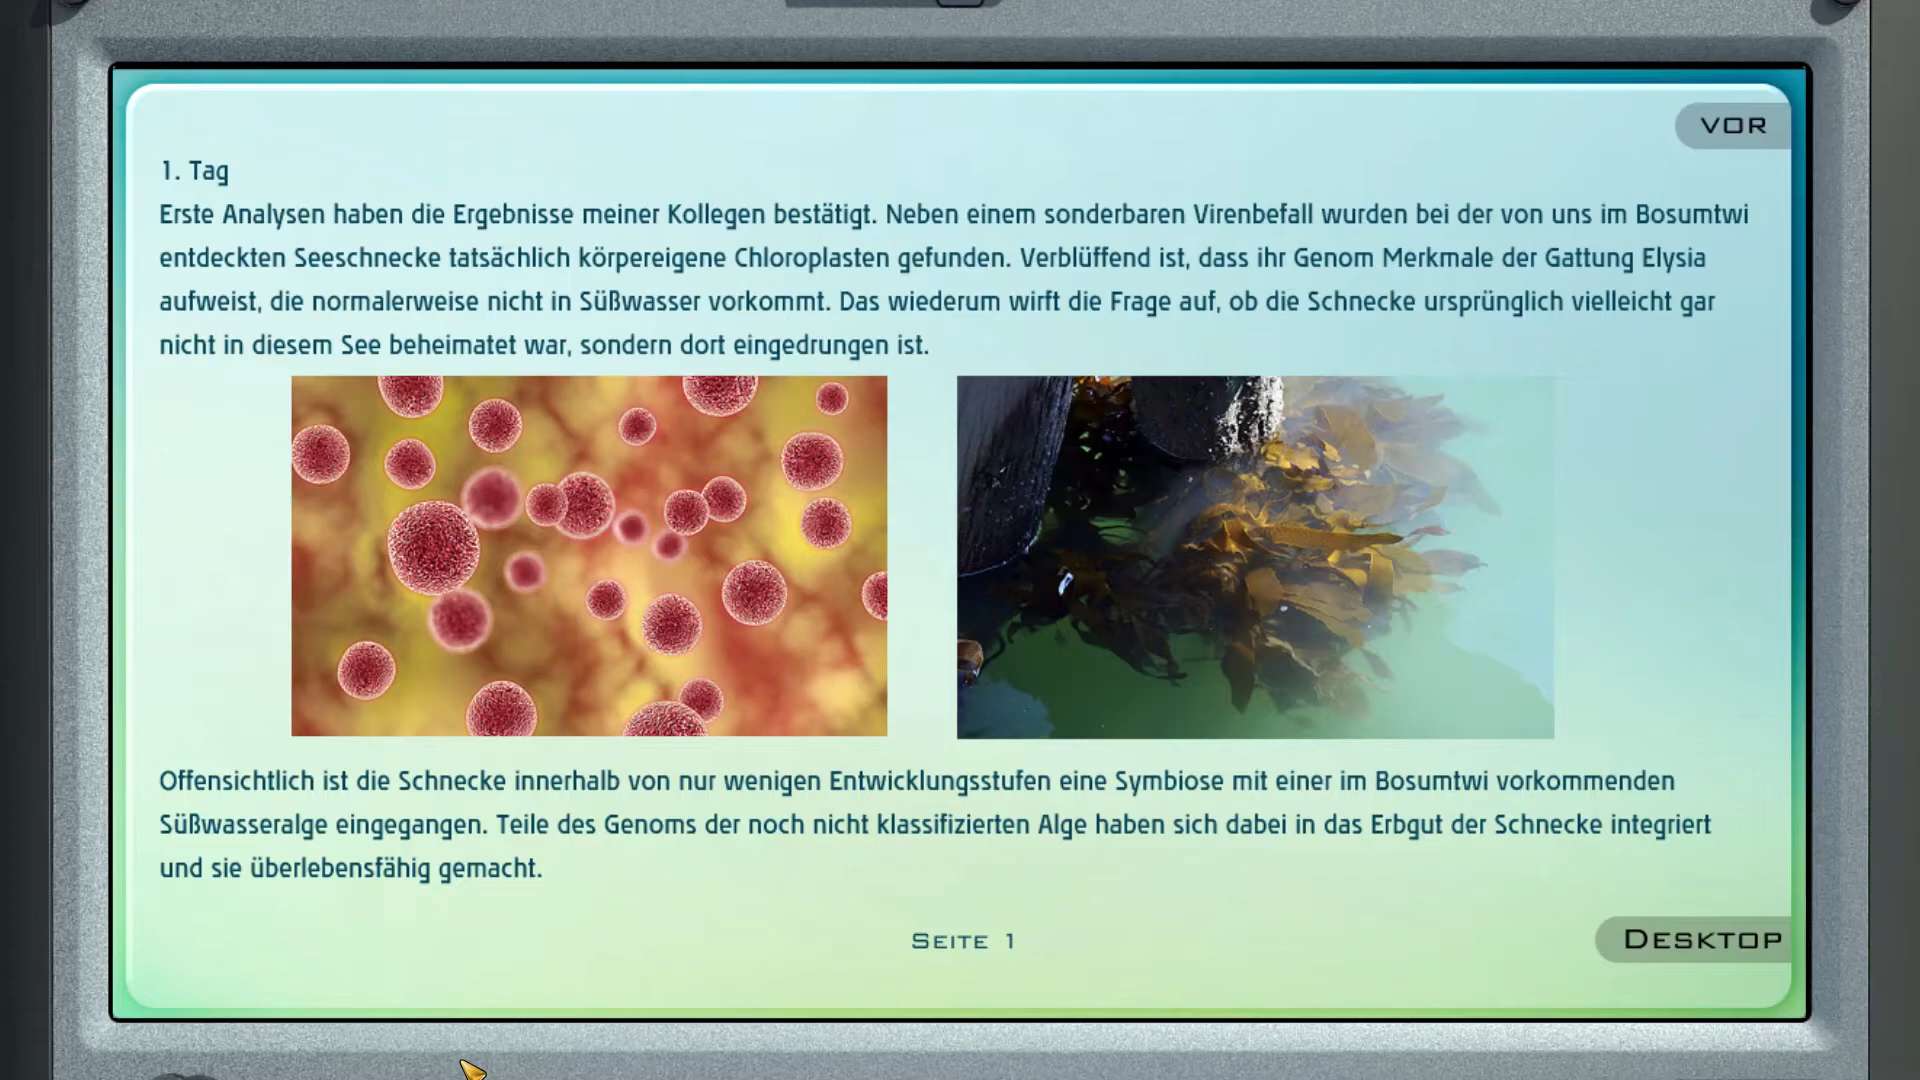 VOR
1. Tag
Erste Analysen haben die Ergebnisse meiner Kollegen bestätigt. Neben einem sonderbaren Virenbefall wurden bei der von uns im Bosumtwi
entdeckten Seeschnecke tatsächlich körpereigene Chloroplasten gefunden. Verblüffend ist, dass ihr Genom Merkmale der Gattung Elysia
aufweist, die normalerweise nicht in Süßwasser vorkommt. Das wiederum wirft die Frage auf, ob die Schnecke ursprünglich vielleicht gar
nicht in diesem See beheimatet war, sondern dort eingedrungen ist.
Offensichtlich ist die Schnecke innerhalb von nur wenigen Entwicklungsstufen eine Symbiose mit einer im Bosumtwi vorkommenden
Süßwasseralge eingegangen. Teile des Genoms der noch nicht klassifizierten Alge haben sich dabei in das Erbgut der Schnecke integriert
und sie überlebensfähig gemacht.
SEITE 1
DESKTOP